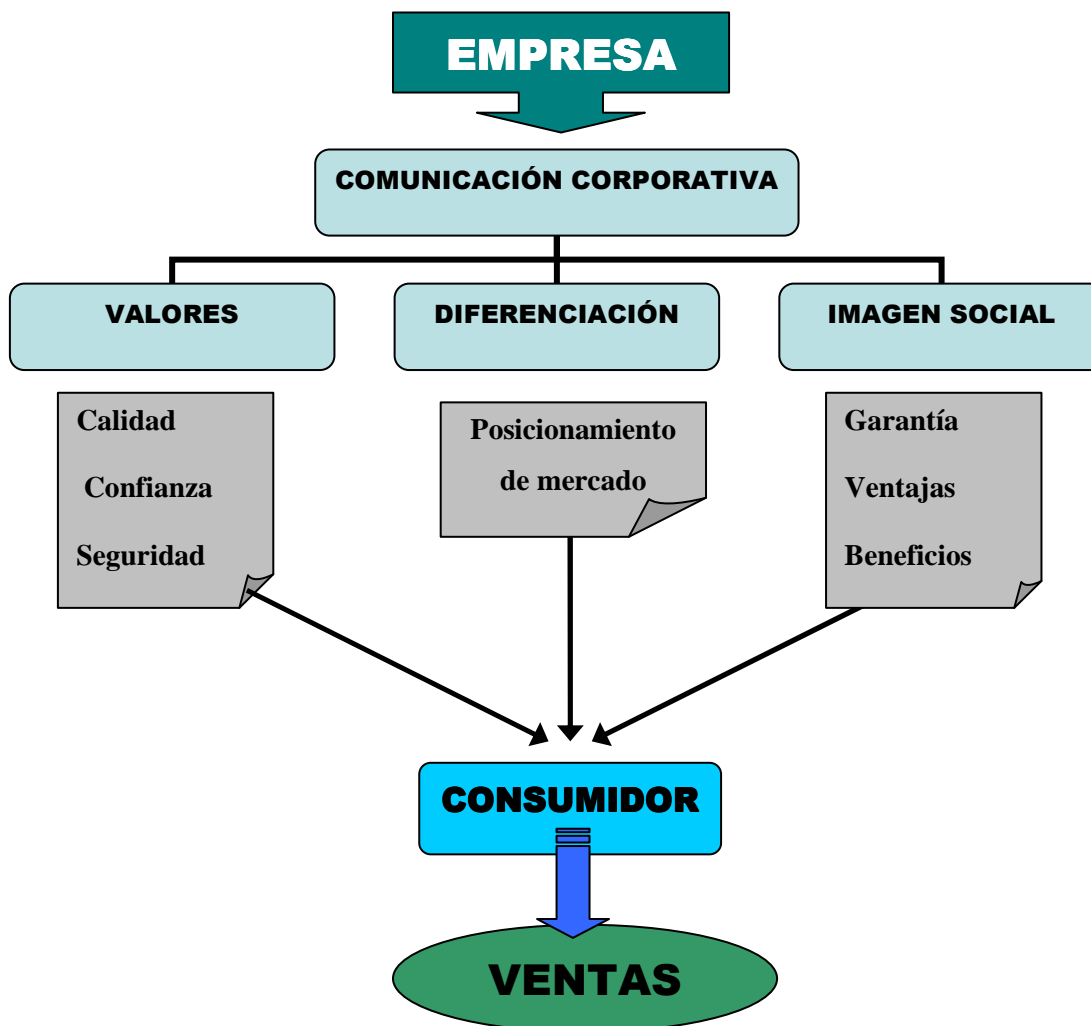 EMPRESA
COMUNICACIÓN CORPORATIVA
VALORES
DIFERENCIACIÓN
IMAGEN SOCIAL
Calidad
Confianza
Seguridad
Posicionamiento
de mercado
Garantía
Ventajas
Beneficios
CONSUMIDOR
VENTAS